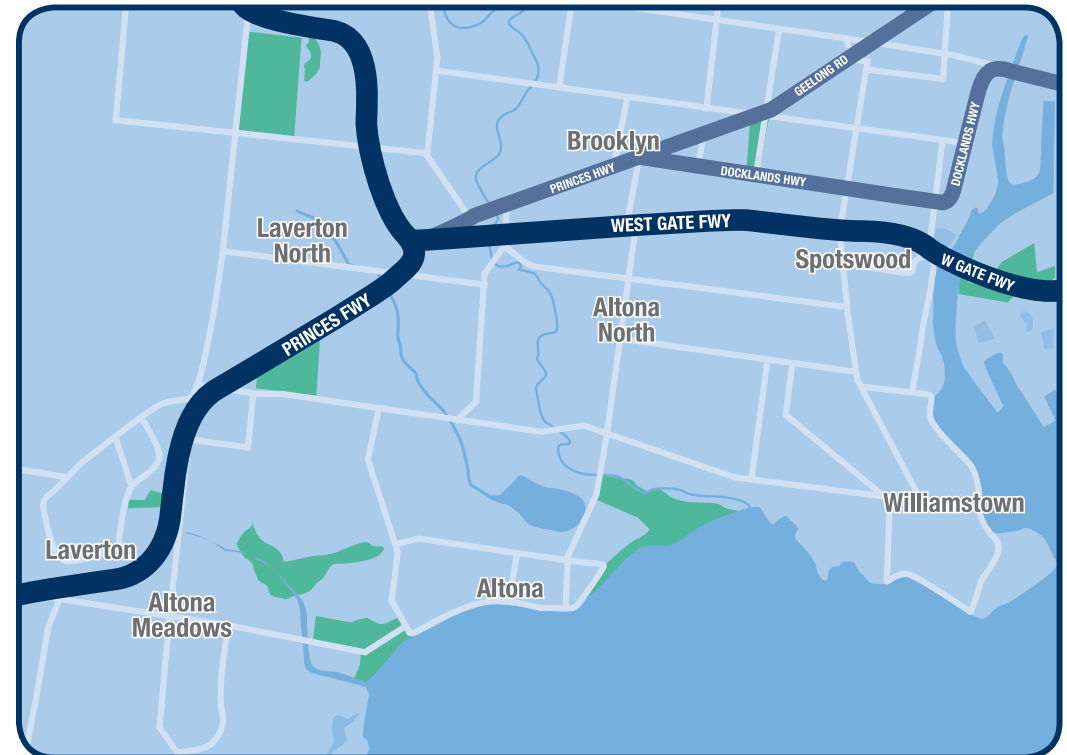 GEELONG RD
Brooklyn
DOCKLANDS HWY
PRINCES HWY
DOCKLANDS HWY
Laverton
North
WEST GATE FWY
Spotswood
W GATE FWY
Altona
North
PRINCES FWY
Williamstown
Laverton
Altona
Altona
Meadows